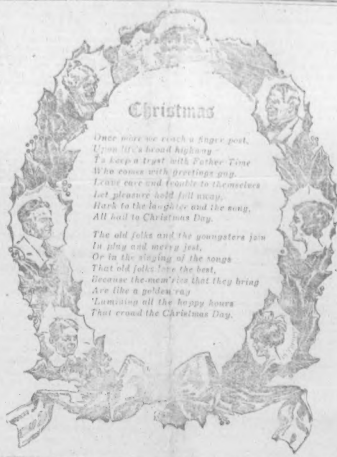 Christmas
Once more we reach a finger post,
Upon life's broad highway
To keep a tryst with Father Time
Who comes with greetings gay.
Leave care and trouble to themselves
Let pleasure hold full sway.
Hark to the laughter and the song,
All hail to Christmas Day.
The old folks and the youngsters join
In play and merry jest,
Or in the singing of the songs
That old folks love the best,
Because the mem'ries that they bring
Are like a golden ray
'Lumining all the happy hours
That crowd the Christmas Day.